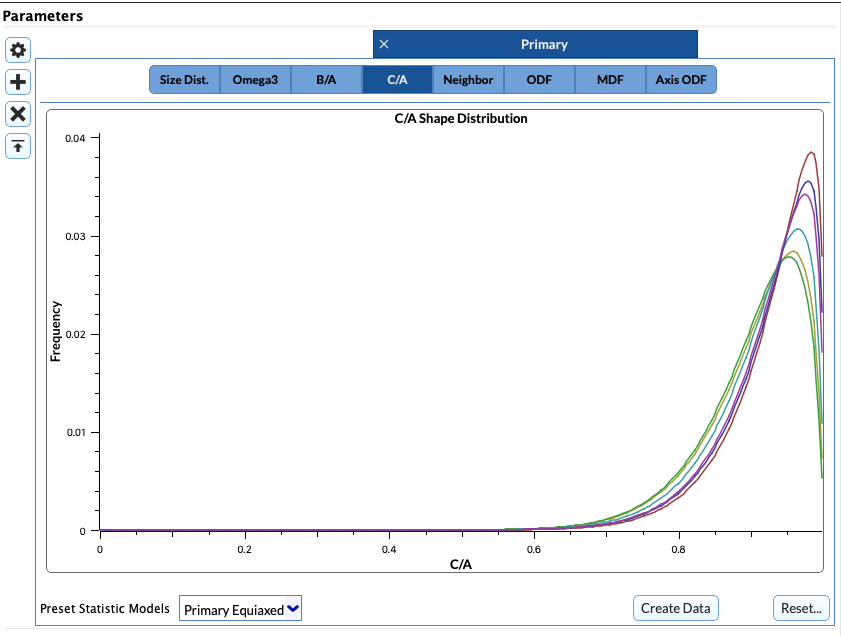 Parameters
Primary
Size Dist. Omega3 B/A C/A Neighbor ODF MDF Axis ODF
C/A Shape Distribution
0.04
0.03
0.02
0.01
0
Frequency
0 0.2 0.4 0.6 0.8
C/A
Preset Statistic Models Primary Equiaxed Create Data Reset...